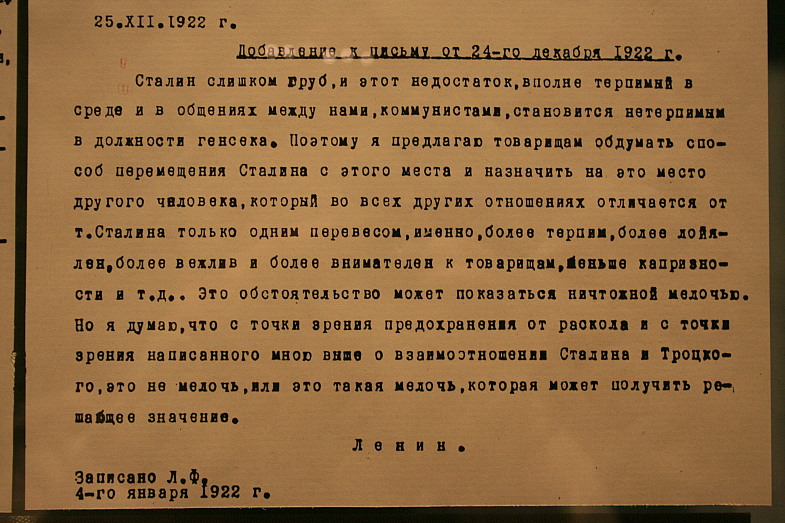 25.XII.1922 г.
Добавление к письму от 24-го декабря 1922 г.
Сталин слишком груб,и этот недостаток,вполне терпимый в
среде и в общениях между нами,коммунистами,становится нетерпимым
в должности генсека. Поэтому я предлагаю товарищам обдумать спо-
соб перемещения Сталина с этого места и назначить на это место
другого человека,который во всех других отношениях отличается от
т.Сталина только одним перевесом,именно,более терпим,более лойя-
лен,более вежлив и более внимателен к товарищам,меньше капризно-
сти и т.д.. Это обстоятельство может показаться ничтожной мелочью.
Но я думаю,что с точки зрения предохранения от раскола и с точки
зрения написанного мною выше о взаимоотношении Сталина и Троцко-
го,это не мелочь,или это такая мелочь,которая может получить ре-
шающее значение.
Ленин.
Записано Л.Ф.
4-го января 1922 г.